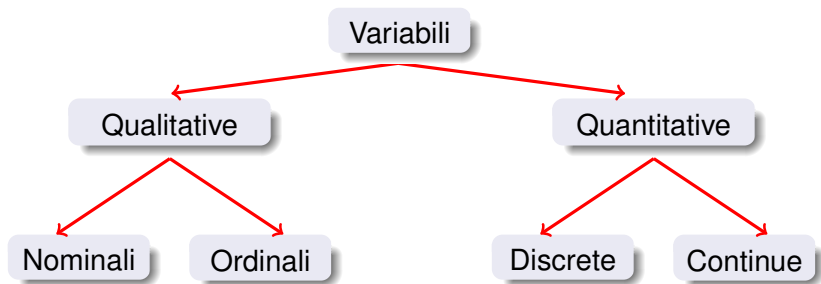 Variabili
Qualitative Quantitative
Nominali Ordinali Discrete Continue